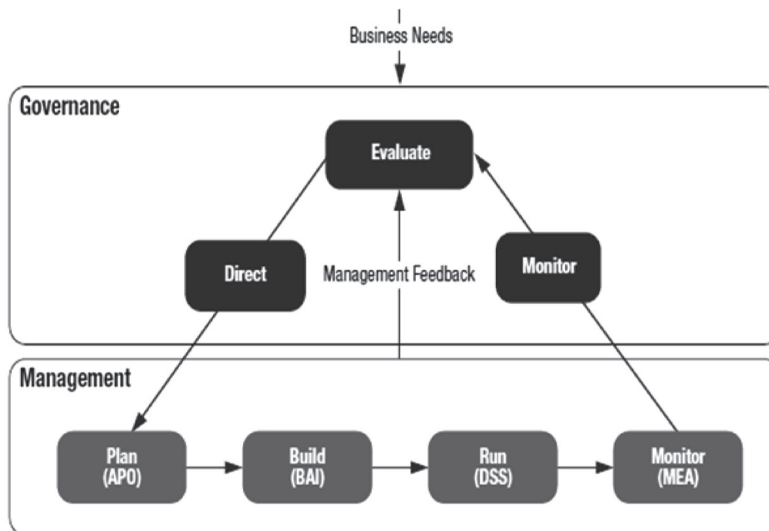 Business Needs
Governance
Evaluate
Direct
Management Feedback
Monitor
Management
Plan
(APO)
Build
(BAI)
Run
(DSS)
Monitor
(MEA)